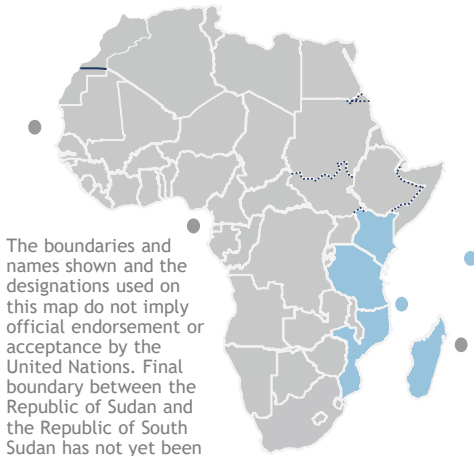 The boundaries and
names shown and the
designations used on
this map do not imply
official endorsement or
acceptance by the
United Nations. Final
boundary between the
Republic of Sudan and
the Republic of South
Sudan has not yet been